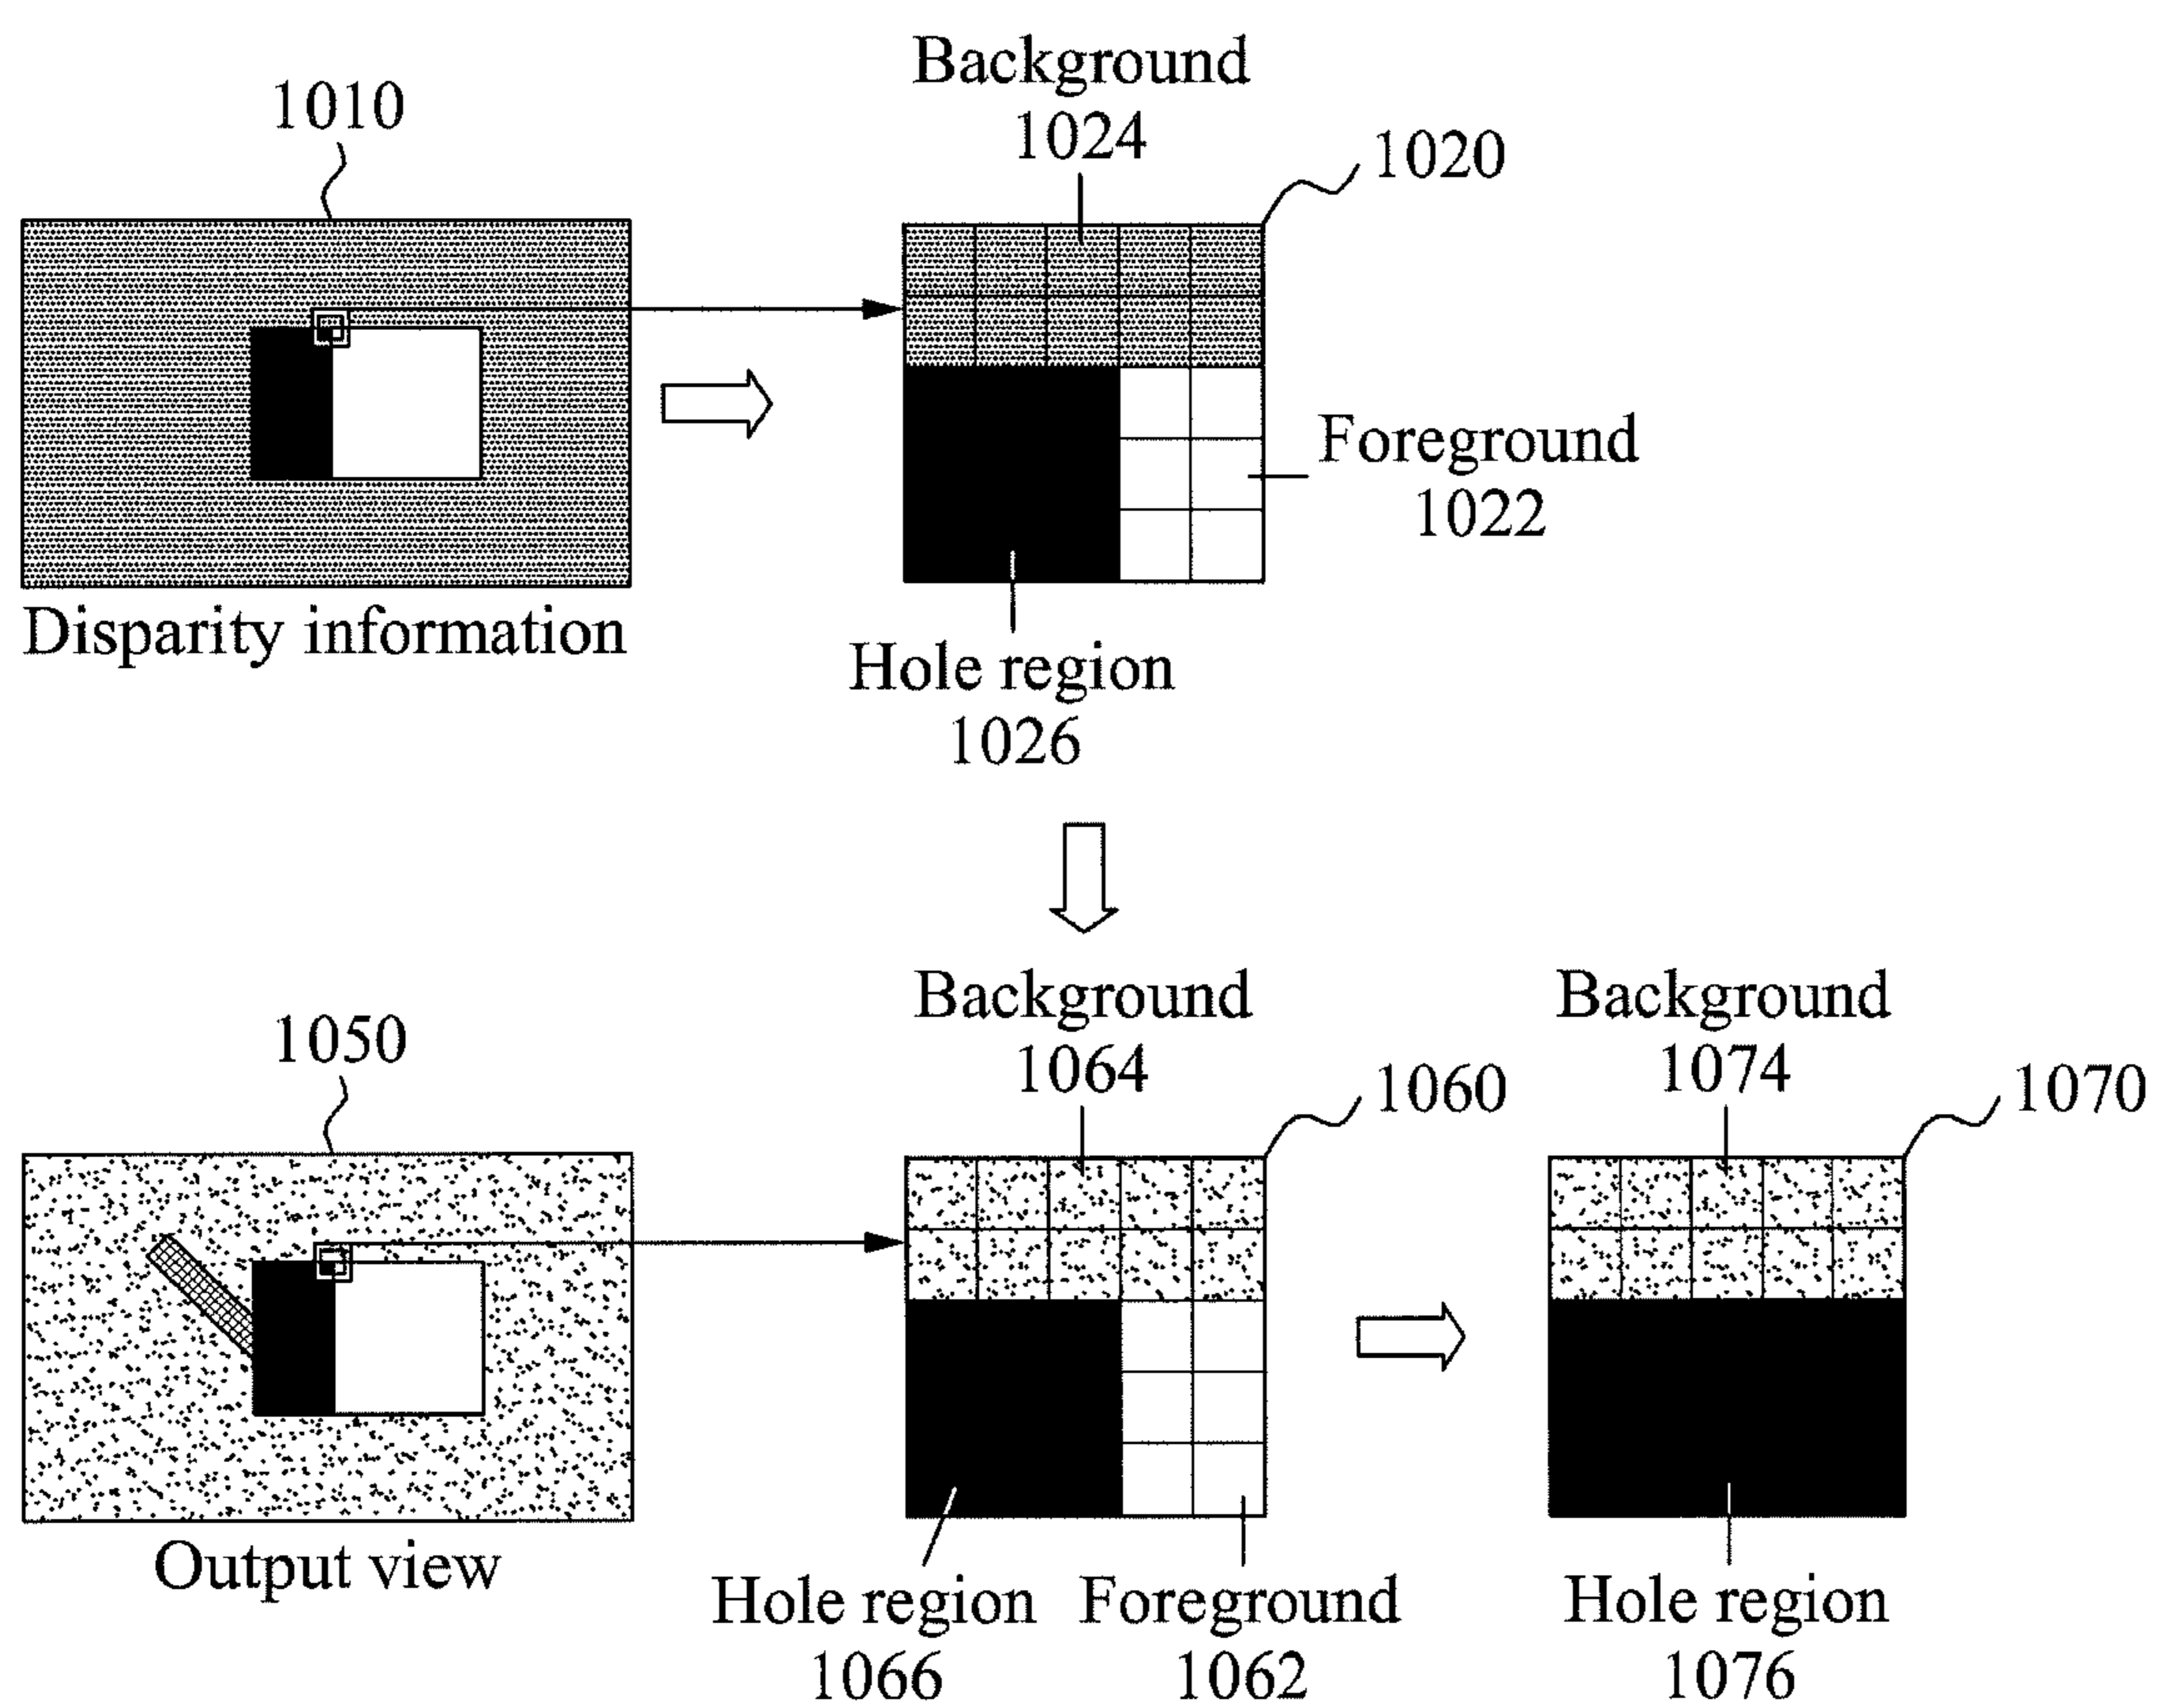 Background
1010
1024
1020
Foreground
1022
Disparity information
Hole region
1026
Background
Background
1050
1064
1060
1074
1070
Output view
Hole region
Foreground
Hole region
1066
1062
1076